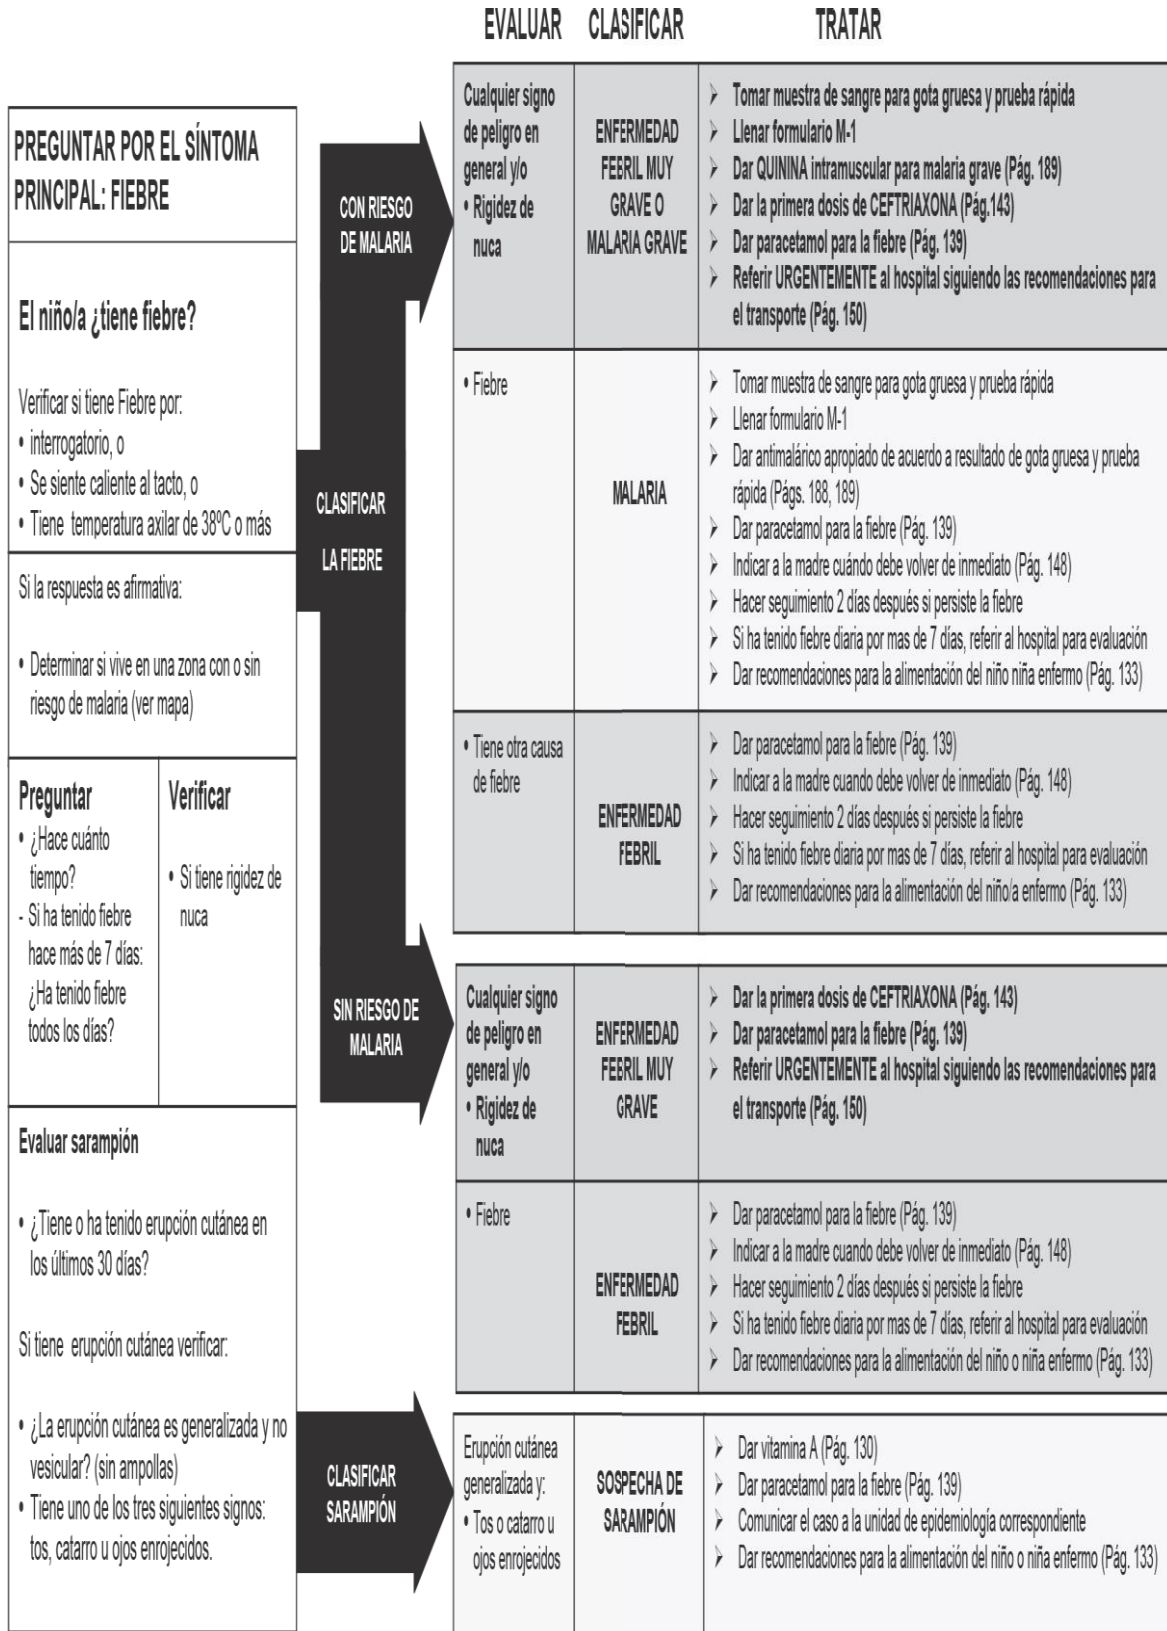 EVALUAR CLASIFICAR TRATAR
PREGUNTAR POR EL SÍNTOMA
PRINCIPAL: FIEBRE
El niño/a ¿tiene fiebre?
Verificar si tiene Fiebre por:
• interrogatorio, o
• Se siente caliente al tacto, o
• Tiene temperatura axilar de 38ºC o más
Si la respuesta es afirmativa:
• Determinar si vive en una zona con o sin
riesgo de malaria (ver mapa)
Preguntar
• ¿Hace cuánto
tiempo?
- Si ha tenido fiebre
hace más de 7 días:
¿Ha tenido fiebre
todos los días?
Verificar
• Si tiene rigidez de
nuca
Evaluar sarampión
• ¿Tiene o ha tenido erupción cutánea en
los últimos 30 días?
Si tiene erupción cutánea verificar:
• ¿La erupción cutánea es generalizada y no
vesicular? (sin ampollas)
• Tiene uno de los tres siguientes signos:
tos, catarro u ojos enrojecidos.
CLASIFICAR
LA FIEBRE
CON RIESGO
DE MALARIA
Cualquier signo
de peligro en
general y/o
• Rigidez de
nuca
ENFERMEDAD
FEBRIL MUY
GRAVE O
MALARIA GRAVE
➢ Tomar muestra de sangre para gota gruesa y prueba rápida
➢ Llenar formulario M-1
➢ Dar QUININA intramuscular para malaria grave (Pág. 189)
➢ Dar la primera dosis de CEFTRIAXONA (Pág.143)
➢ Dar paracetamol para la fiebre (Pág. 139)
➢ Referir URGENTEMENTE al hospital siguiendo las recomendaciones para
el transporte (Pág. 150)
• Fiebre
MALARIA
➢ Tomar muestra de sangre para gota gruesa y prueba rápida
➢ Llenar formulario M-1
➢ Dar antimalárico apropiado de acuerdo a resultado de gota gruesa y prueba
rápida (Págs. 188, 189)
➢ Dar paracetamol para la fiebre (Pág. 139)
➢ Indicar a la madre cuándo debe volver de inmediato (Pág. 148)
➢ Hacer seguimiento 2 días después si persiste la fiebre
➢ Si ha tenido fiebre diaria por mas de 7 días, referir al hospital para evaluación
➢ Dar recomendaciones para la alimentación del niño niña enfermo (Pág. 133)
• Tiene otra causa
de fiebre
ENFERMEDAD
FEBRIL
➢ Dar paracetamol para la fiebre (Pág. 139)
➢ Indicar a la madre cuando debe volver de inmediato (Pág. 148)
➢ Hacer seguimiento 2 días después si persiste la fiebre
➢ Si ha tenido fiebre diaria por mas de 7 días, referir al hospital para evaluación
➢ Dar recomendaciones para la alimentación del niño/a enfermo (Pág. 133)
SIN RIESGO DE
MALARIA
Cualquier signo
de peligro en
general y/o
• Rigidez de
nuca
ENFERMEDAD
FEBRIL MUY
GRAVE
➢ Dar la primera dosis de CEFTRIAXONA (Pág. 143)
➢ Dar paracetamol para la fiebre (Pág. 139)
➢ Referir URGENTEMENTE al hospital siguiendo las recomendaciones para
el transporte (Pág. 150)
• Fiebre
ENFERMEDAD
FEBRIL
➢ Dar paracetamol para la fiebre (Pág. 139)
➢ Indicar a la madre cuando debe volver de inmediato (Pág. 148)
➢ Hacer seguimiento 2 días después si persiste la fiebre
➢ Si ha tenido fiebre diaria por mas de 7 días, referir al hospital para evaluación
➢ Dar recomendaciones para la alimentación del niño o niña enfermo (Pág. 133)
CLASIFICAR
SARAMPIÓN
Erupción cutánea
generalizada y:
• Tos o catarro u
ojos enrojecidos
SOSPECHA DE
SARAMPIÓN
➢ Dar vitamina A (Pág. 130)
➢ Dar paracetamol para la fiebre (Pág. 139)
➢ Comunicar el caso a la unidad de epidemiología correspondiente
➢ Dar recomendaciones para la alimentación del niño o niña enfermo (Pág. 133)